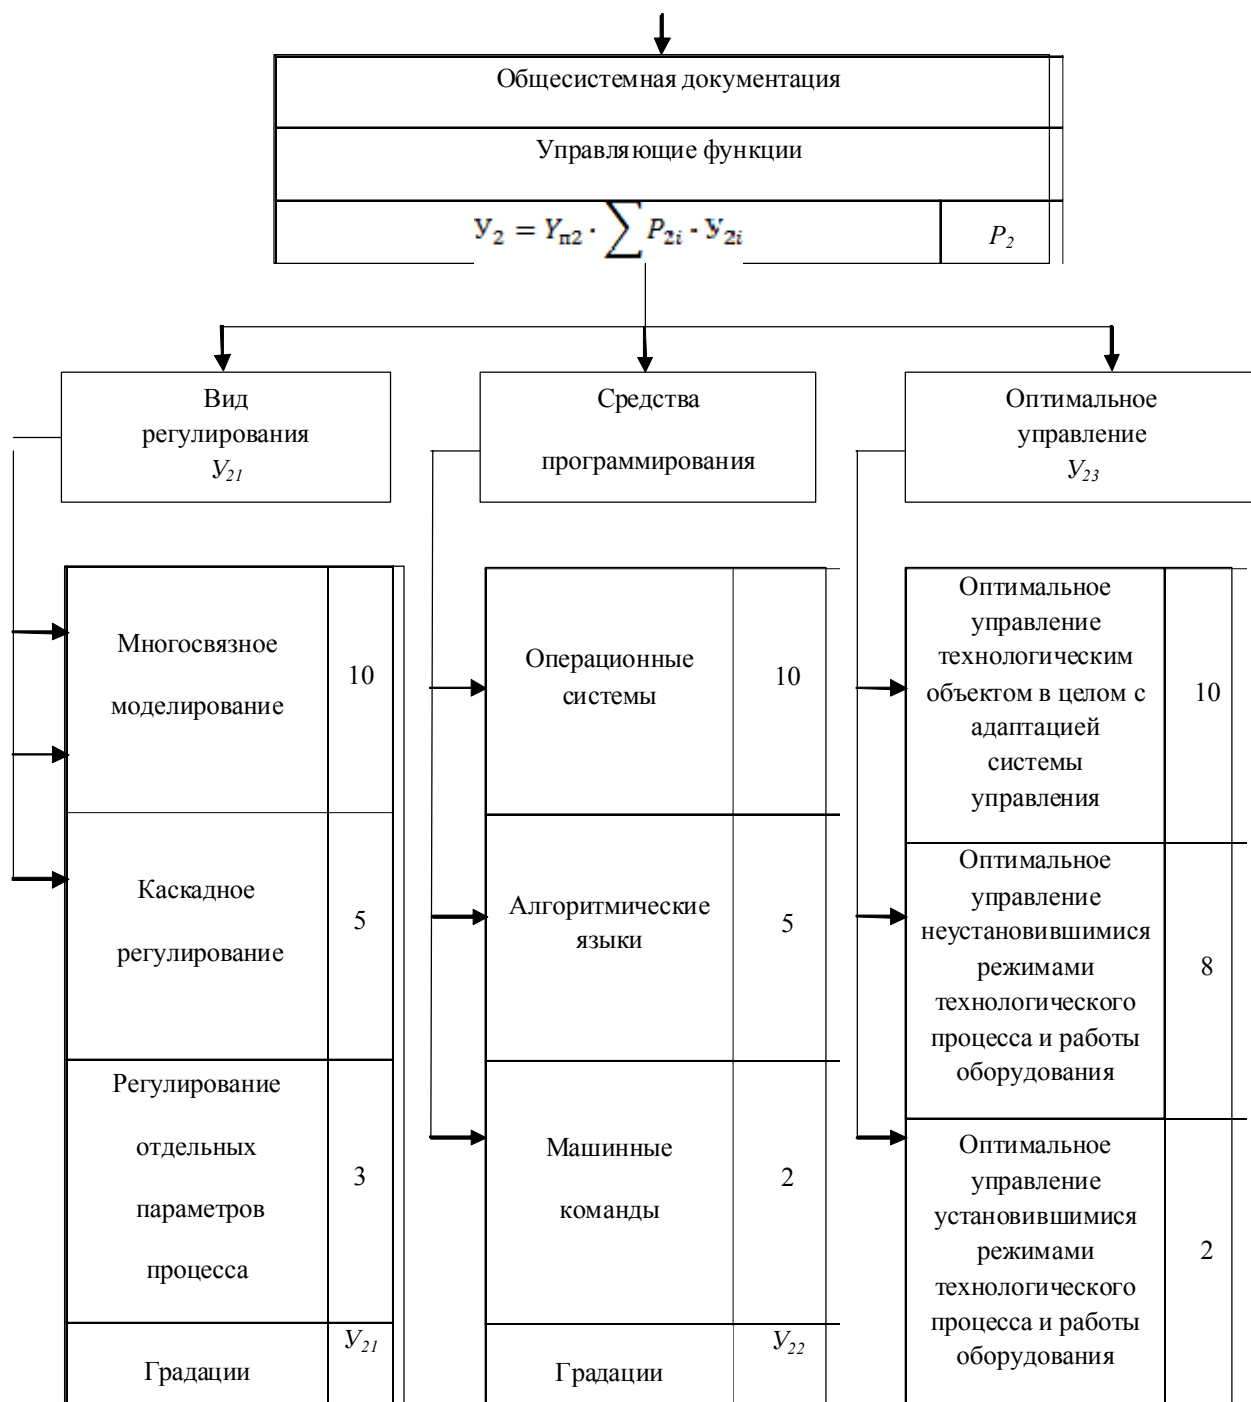 Общесистемная документация
Управляющие функции
У₂ = Yп₂ · ∑ P₂ᵢ · У₂ᵢ
P₂
Вид
регулирования
У₂₁
Средства
программирования
Оптимальное
управление
У₂₃
Многосвязное
моделирование
10
Каскадное
регулирование
5
Регулирование
отдельных
параметров
процесса
3
Градации
У₂₁
Операционные
системы
10
Алгоритмические
языки
5
Машинные
команды
2
Градации
У₂₂
Оптимальное
управление
технологическим
объектом в целом с
адаптацией
системы
управления
10
Оптимальное
управление
неустановившимися
режимами
технологического
процесса и работы
оборудования
8
Оптимальное
управление
установившимися
режимами
технологического
процесса и работы
оборудования
2